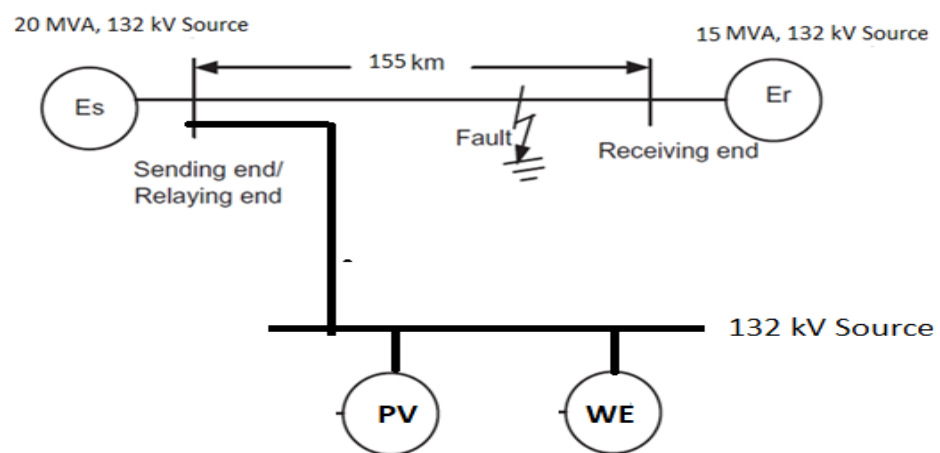 20 MVA, 132 kV Source
15 MVA, 132 kV Source
155 km
Es
Er
Fault
Receiving end
Sending end/
Relaying end
132 kV Source
PV
WE